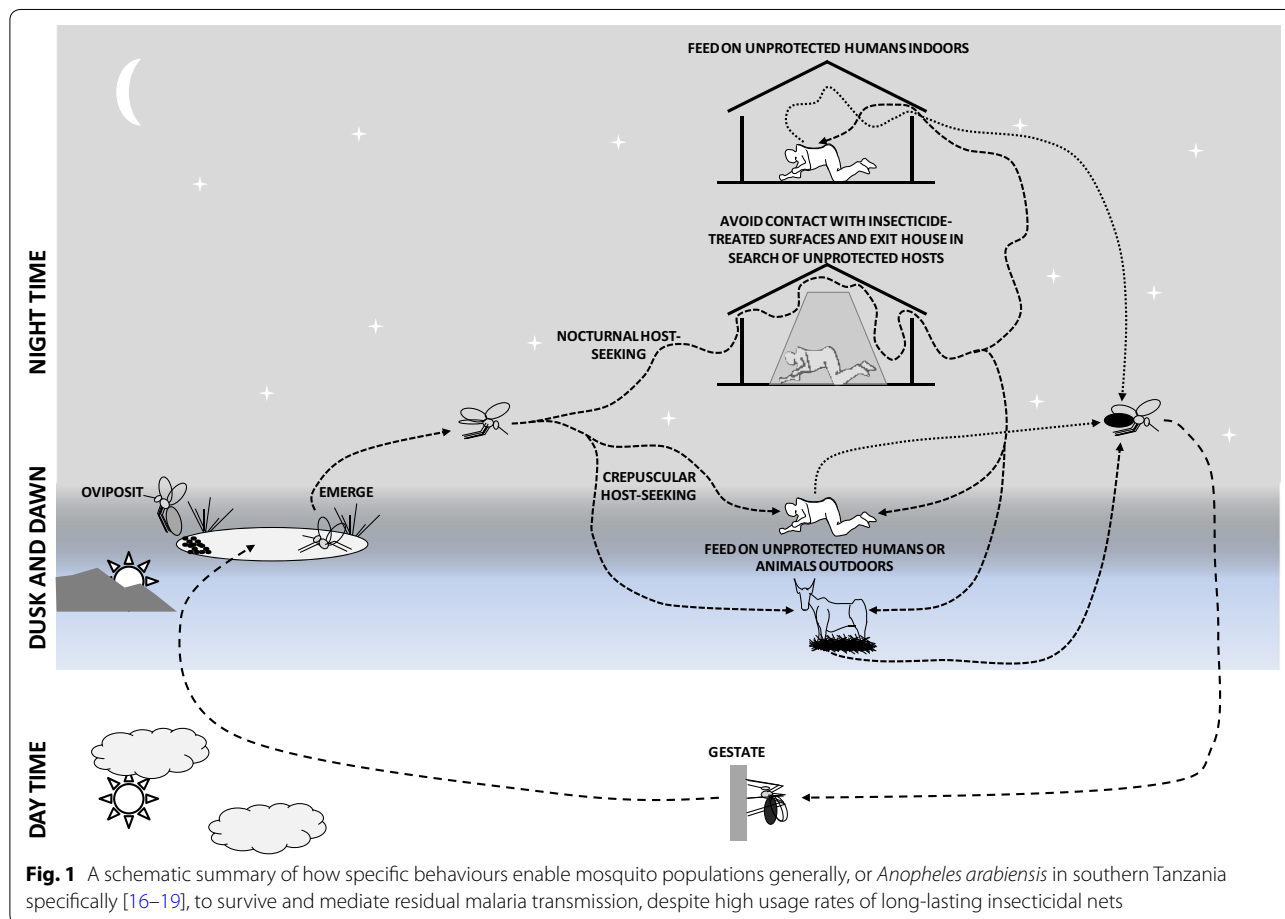 FEED ON UNPROTECTED HUMANS INDOORS
AVOID CONTACT WITH INSECTICIDE-
TREATED SURFACES AND EXIT HOUSE IN
SEARCH OF UNPROTECTED HOSTS
NIGHT TIME
NOCTURNAL HOST-
SEEKING
DUSK AND DAWN
OVIPOSIT
EMERGE
CREPUSCULAR
HOST-SEEKING
FEED ON UNPROTECTED HUMANS OR
ANIMALS OUTDOORS
DAY TIME
GESTATE
Fig. 1 A schematic summary of how specific behaviours enable mosquito populations generally, or Anopheles arabiensis in southern Tanzania
specifically [16–19], to survive and mediate residual malaria transmission, despite high usage rates of long-lasting insecticidal nets